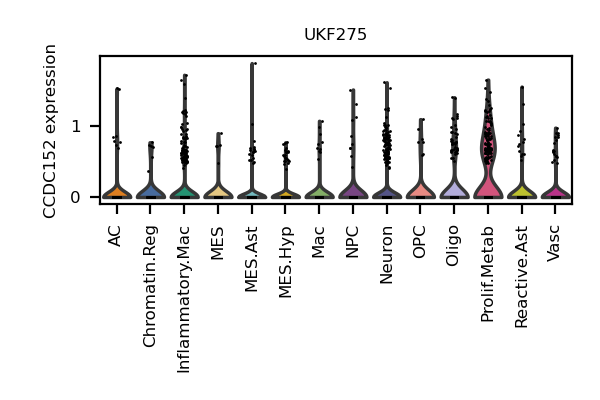 UKF275
CCDC152 expression
1
0
AC
Chromatin.Reg
Inflammatory.Mac
MES
MES.Ast
MES.Hyp
Mac
NPC
Neuron
OPC
Oligo
Prolif.Metab
Reactive.Ast
Vasc